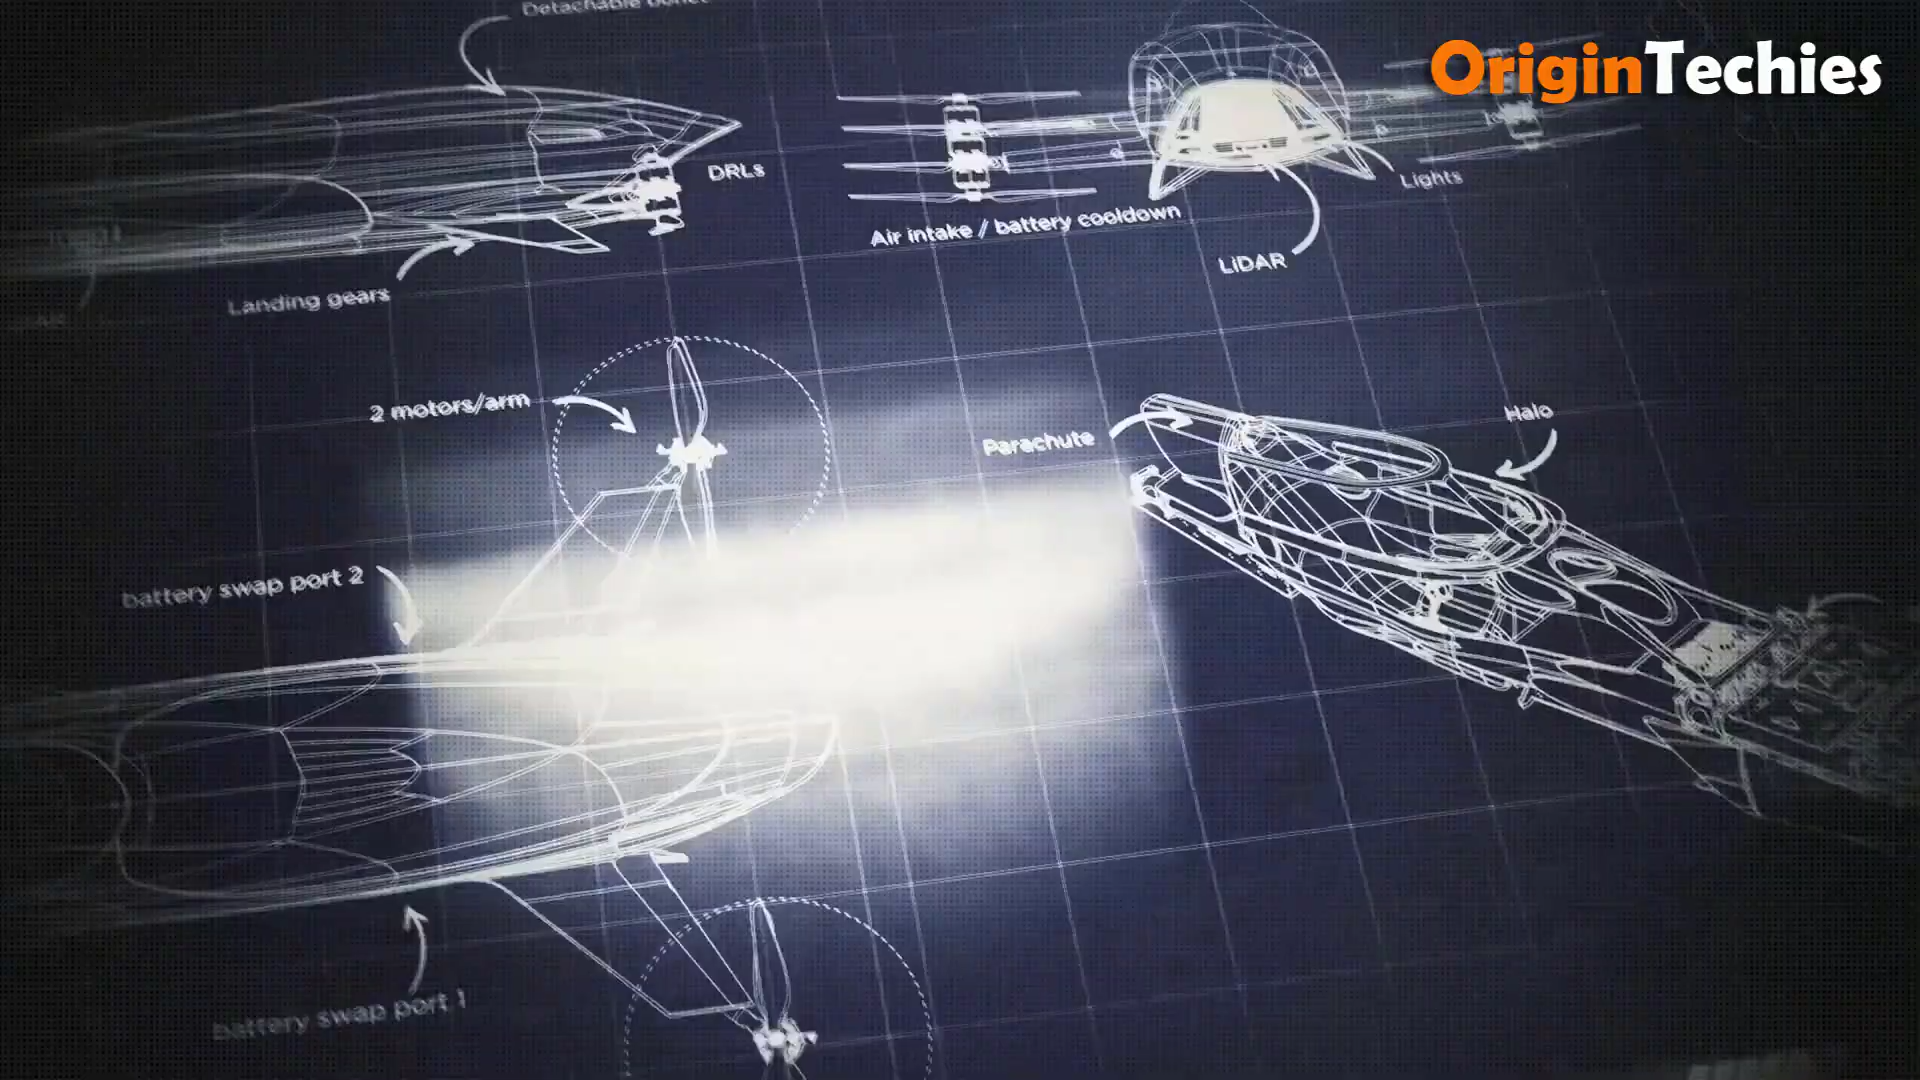 Detachable
OriginTechies
DRLs
Lights
Air intake / battery cooldown
LiDAR
Landing gears
2 motors/arm
Parachute
Halo
battery swap port 2
battery swap port 1